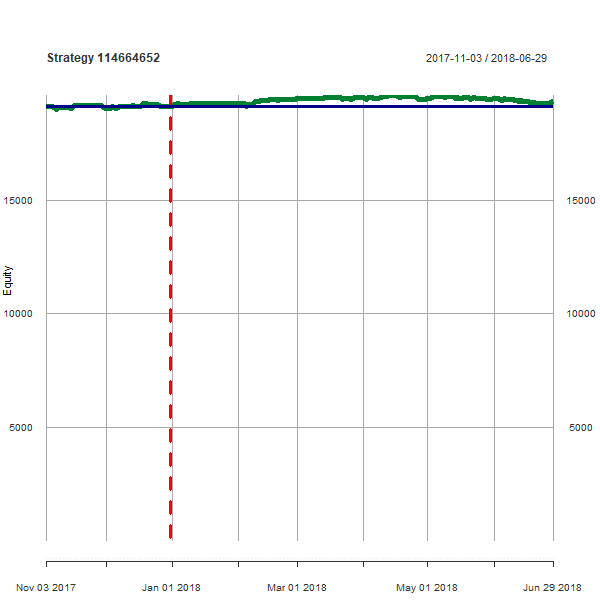 Strategy 114664652
2017-11-03 / 2018-06-29
15000 15000
Equity
10000 10000
5000 5000
Nov 03 2017 Jan 01 2018 Mar 01 2018 May 01 2018 Jun 29 2018